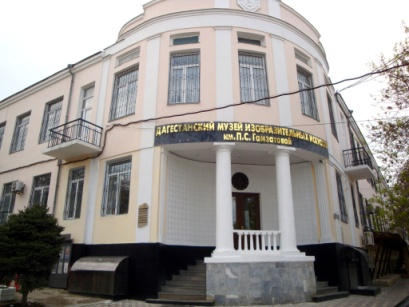 ДАГЕСТАНСКИЙ МУЗЕЙ ИЗОБРАЗИТЕЛЬНЫХ ИСКУССТВ
им. П.С. Гамзатовой